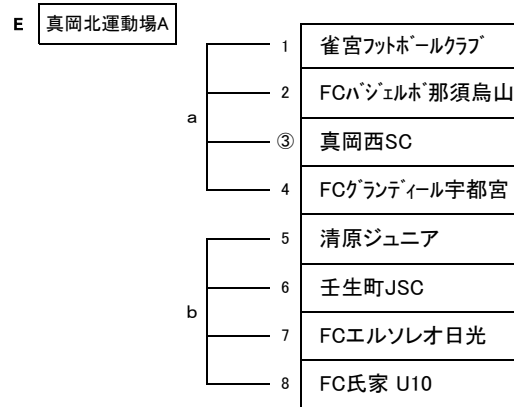 E 真岡北運動場A
1 雀宮ﾌｯﾄﾎﾞｰﾙｸﾗﾌﾞ
2 FCﾊﾞｼﾞｪﾙﾎﾞ那須烏山
a
③ 真岡西SC
4 FCｸﾞﾗﾝﾃﾞｨｰﾙ宇都宮
5 清原ジュニア
6 壬生町JSC
b
7 FCエルソレオ日光
8 FC氏家 U10